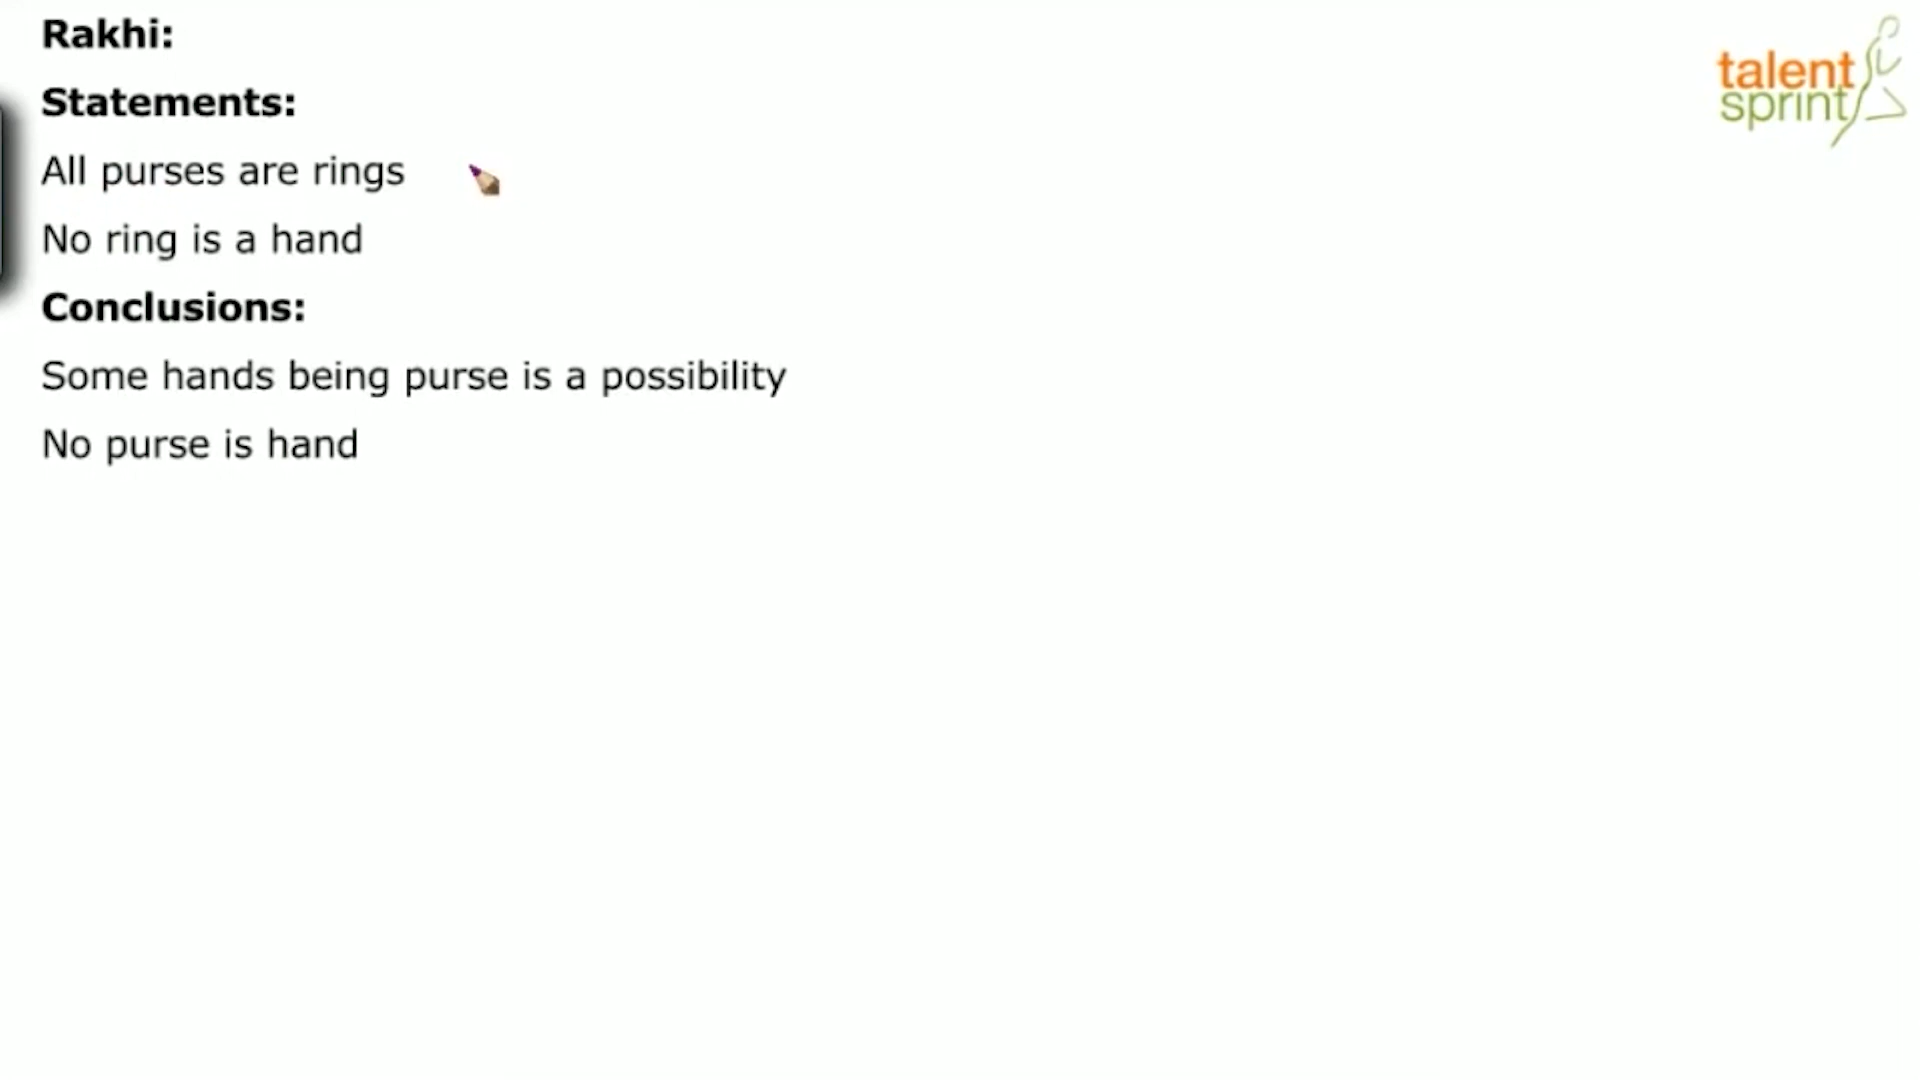 Rakhi:
Statements:
All purses are rings
No ring is a hand
Conclusions:
Some hands being purse is a possibility
No purse is hand
talent
sprint